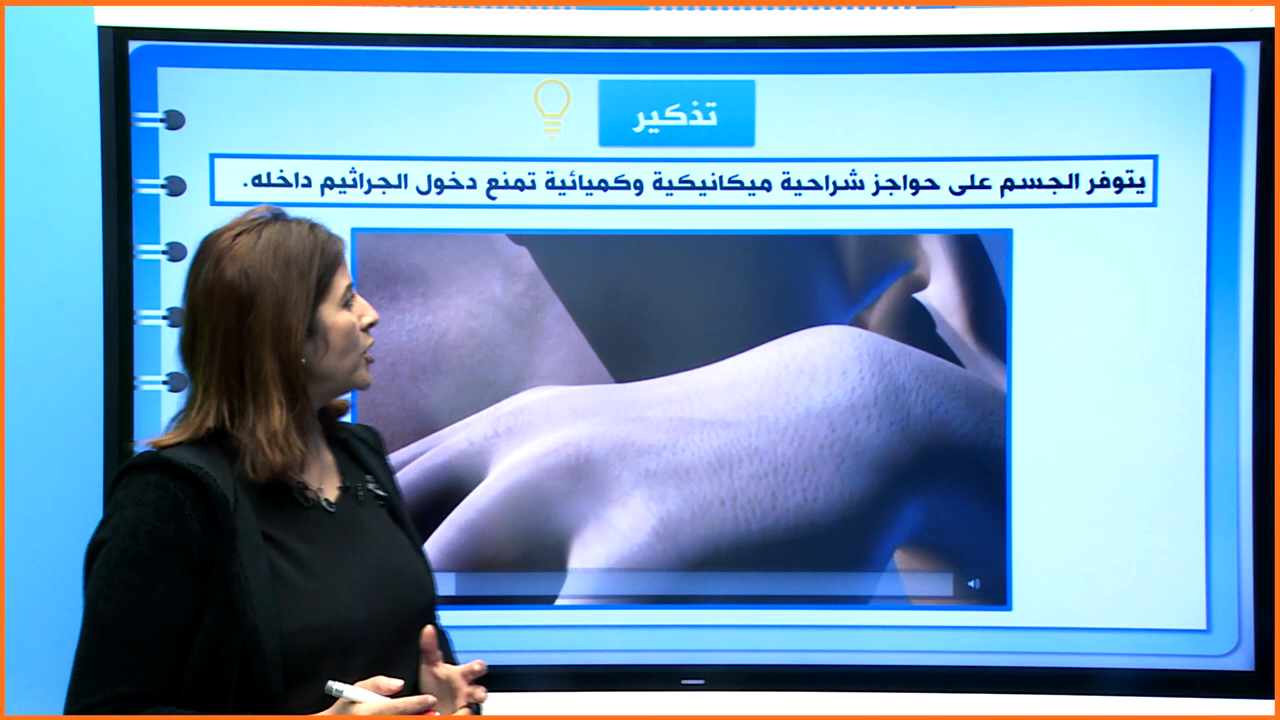 تذكير
يتوفر الجسم على حواجز شراحية ميكانيكية وكميائية تمنع دخول الجراثيم داخله.